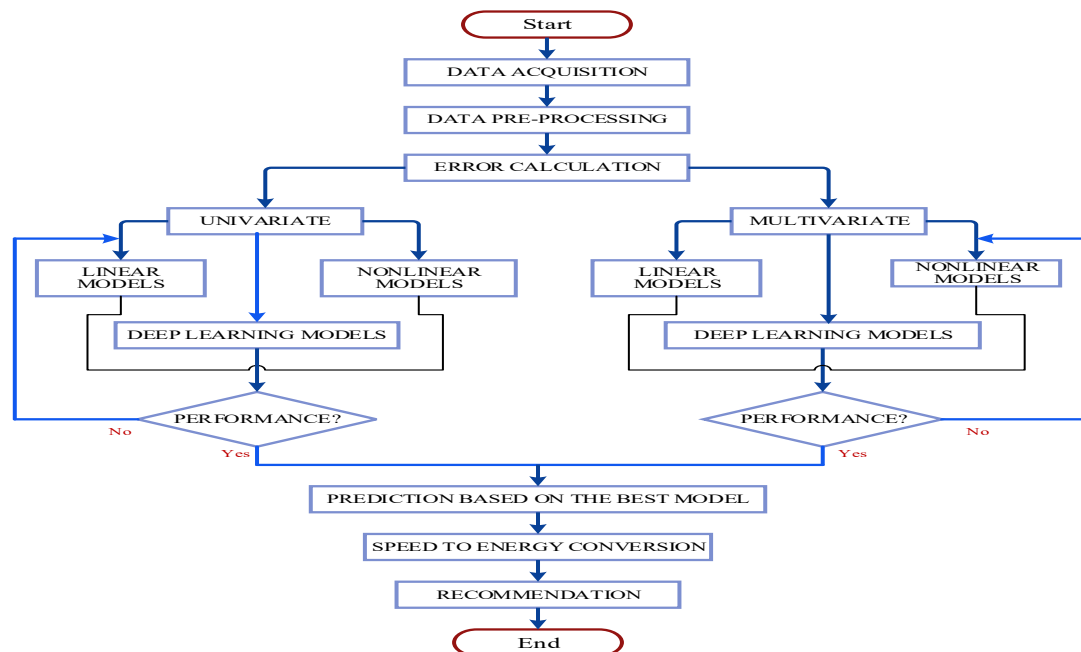 Start
DATA ACQUISITION
DATA PRE-PROCESSING
ERROR CALCULATION
UNIVARIATE
MULTIVARIATE
LINEAR
MODELS
NONLINEAR
MODELS
LINEAR
MODELS
NONLINEAR
MODELS
DEEP LEARNING MODELS
DEEP LEARNING MODELS
PERFORMANCE?
PERFORMANCE?
No
Yes
Yes
No
PREDICTION BASED ON THE BEST MODEL
SPEED TO ENERGY CONVERSION
RECOMMENDATION
End